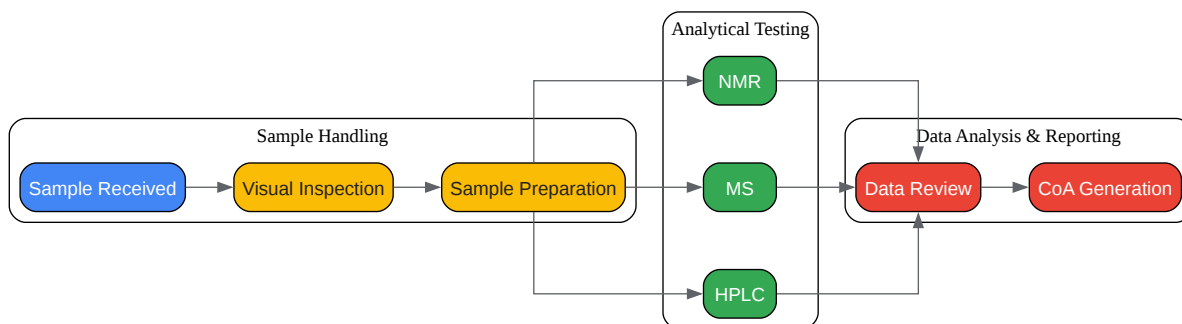 Analytical Testing
NMR
Sample Handling
Data Analysis & Reporting
Sample Received
Visual Inspection
Sample Preparation
MS
Data Review
CoA Generation
HPLC